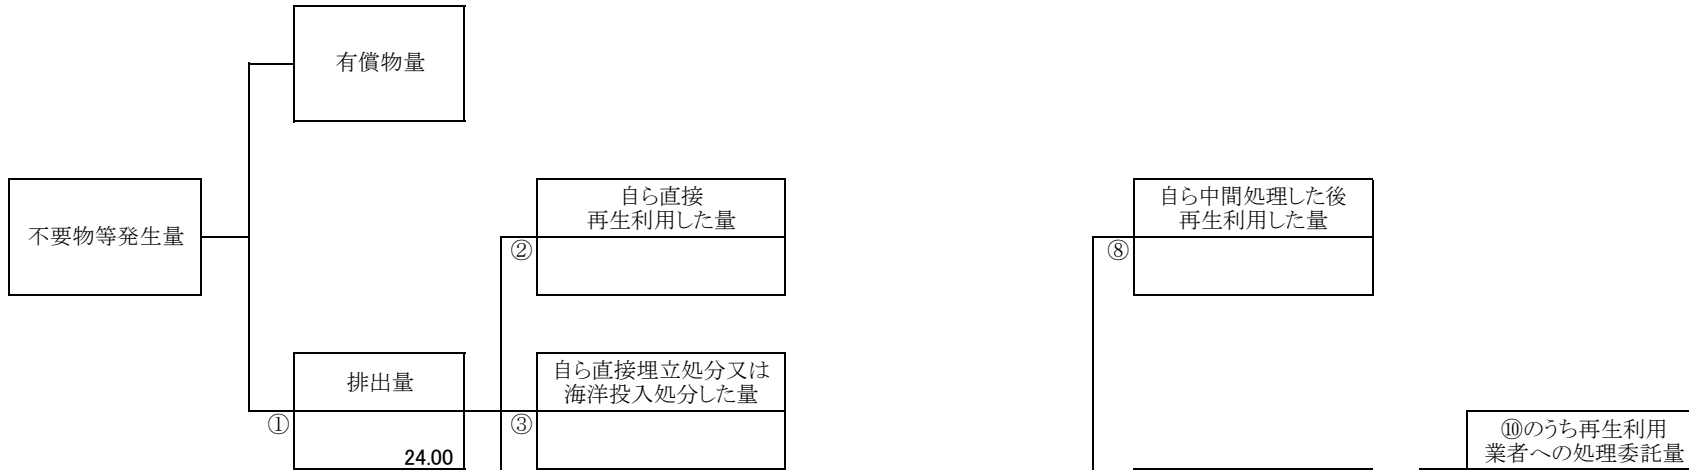 有償物量
不要物等発生量
自ら直接
再生利用した量
②
自ら中間処理した後
再生利用した量
⑧
排出量
①
24.00
自ら直接埋立処分又は
海洋投入処分した量
③
⑩のうち再生利用
業者への処理委託量